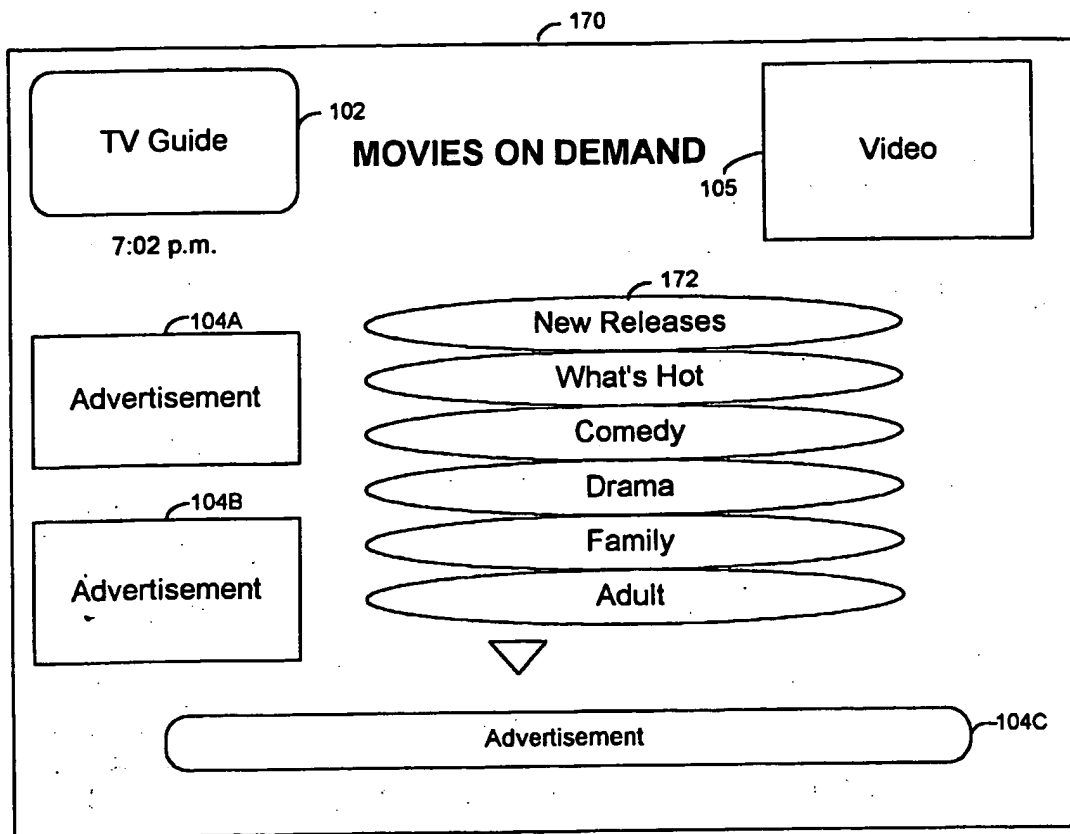 170
TV Guide
102
MOVIES ON DEMAND
Video
105
7:02 p.m.
172
New Releases
104A
Advertisement
What's Hot
Comedy
Drama
104B
Advertisement
Family
Adult
Advertisement
104C